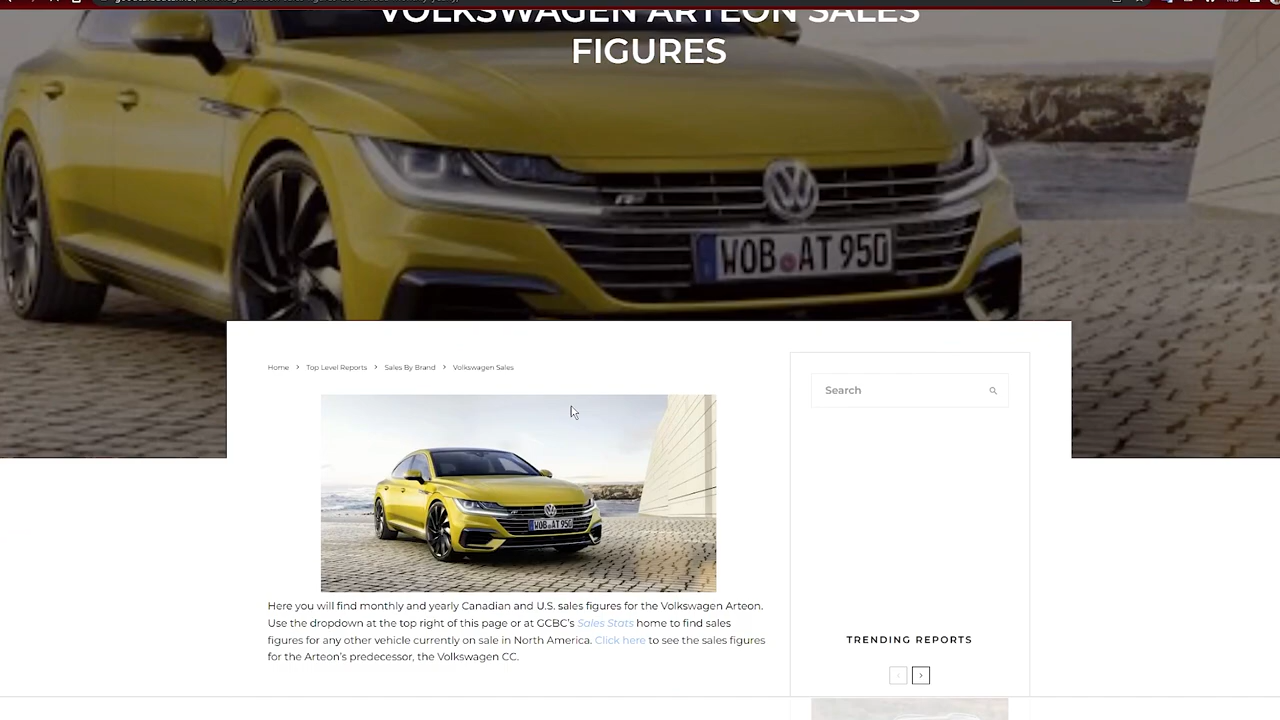 VOLKSWAGEN ARTEON SALES
FIGURES
WOB AT 950
Home > Top Level Reports > Sales By Brand > Volkswagen Sales
Search
WOB AT 950
Here you will find monthly and yearly Canadian and U.S. sales figures for the Volkswagen Arteon.
Use the dropdown at the top right of this page or at GCBC's Sales Stats home to find sales
figures for any other vehicle currently on sale in North America. Click here to see the sales figures
for the Arteon's predecessor, the Volkswagen CC.
TRENDING REPORTS